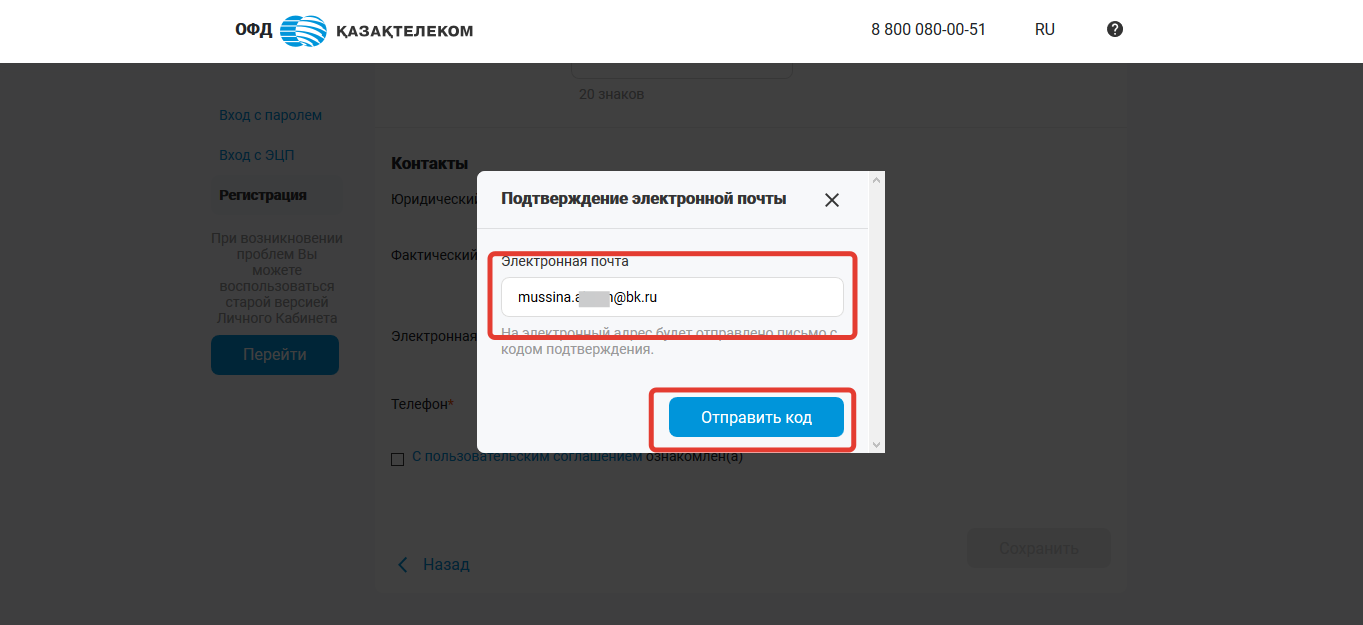 ОФД ҚАЗАҚТЕЛЕКОМ
8 800 080-00-51 RU
20 знаков
Вход с паролем
Вход с ЭЦП
Регистрация
При возникновении
проблем Вы
можете
воспользоваться
старой версией
Личного Кабинета
Перейти
Контакты
Юридический
Фактический
Электронная
Телефон*
С пользовательским соглашением ознакомлен(а)
Назад
Сохранить
Подтверждение электронной почты
Электронная почта
mussina.a n@bk.ru
На электронный адрес будет отправлено письмо с
кодом подтверждения.
Отправить код